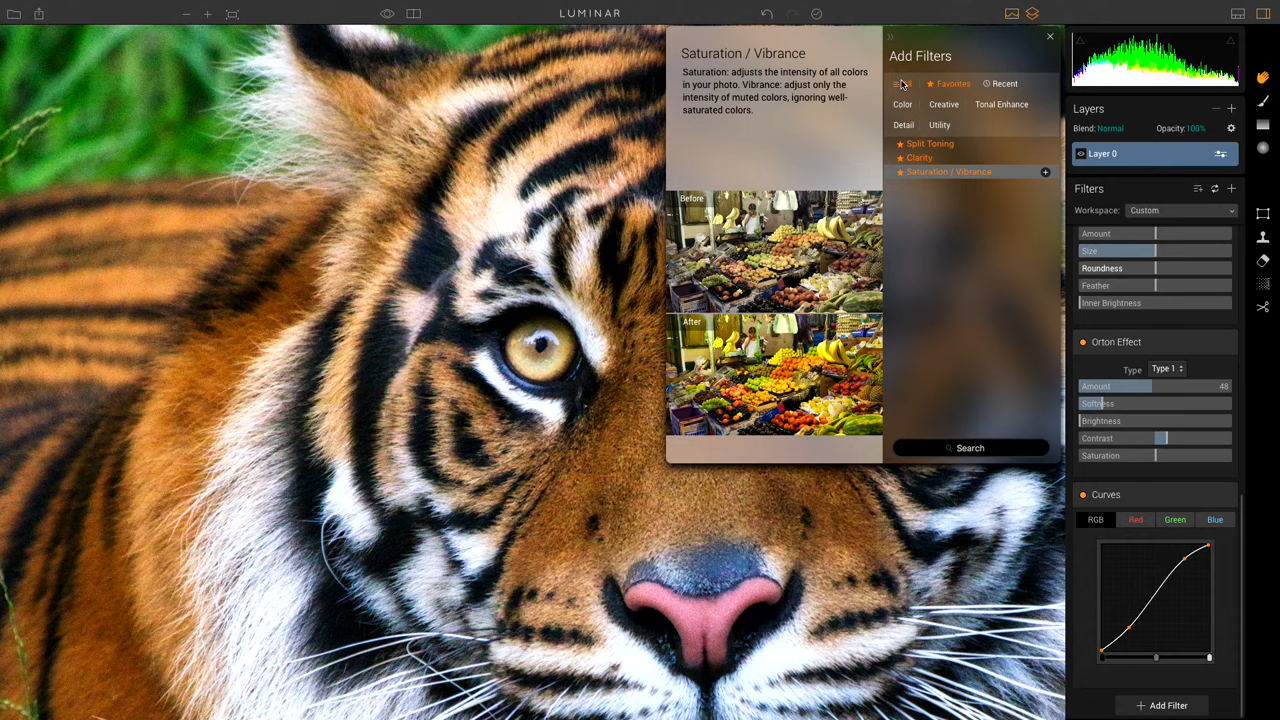 LUMINAR
Saturation / Vibrance
Saturation: adjusts the intensity of all colors
in your photo. Vibrance: adjust only the
intensity of muted colors, ignoring well-
saturated colors.
Before
After
Add Filters
Favorites
Recent
Color
Creative
Tonal Enhance
Detail
Utility
Split Toning
Clarity
Saturation / Vibrance
Search
Layers
Blend: Normal
Opacity: 100%
Layer 0
Filters
Workspace: Custom
Amount
Size
Roundness
Feather
Inner Brightness
Orton Effect
Type Type 1
Amount 48
Softness
Brightness
Contrast
Saturation
Curves
RGB Red Green Blue
Add Filter